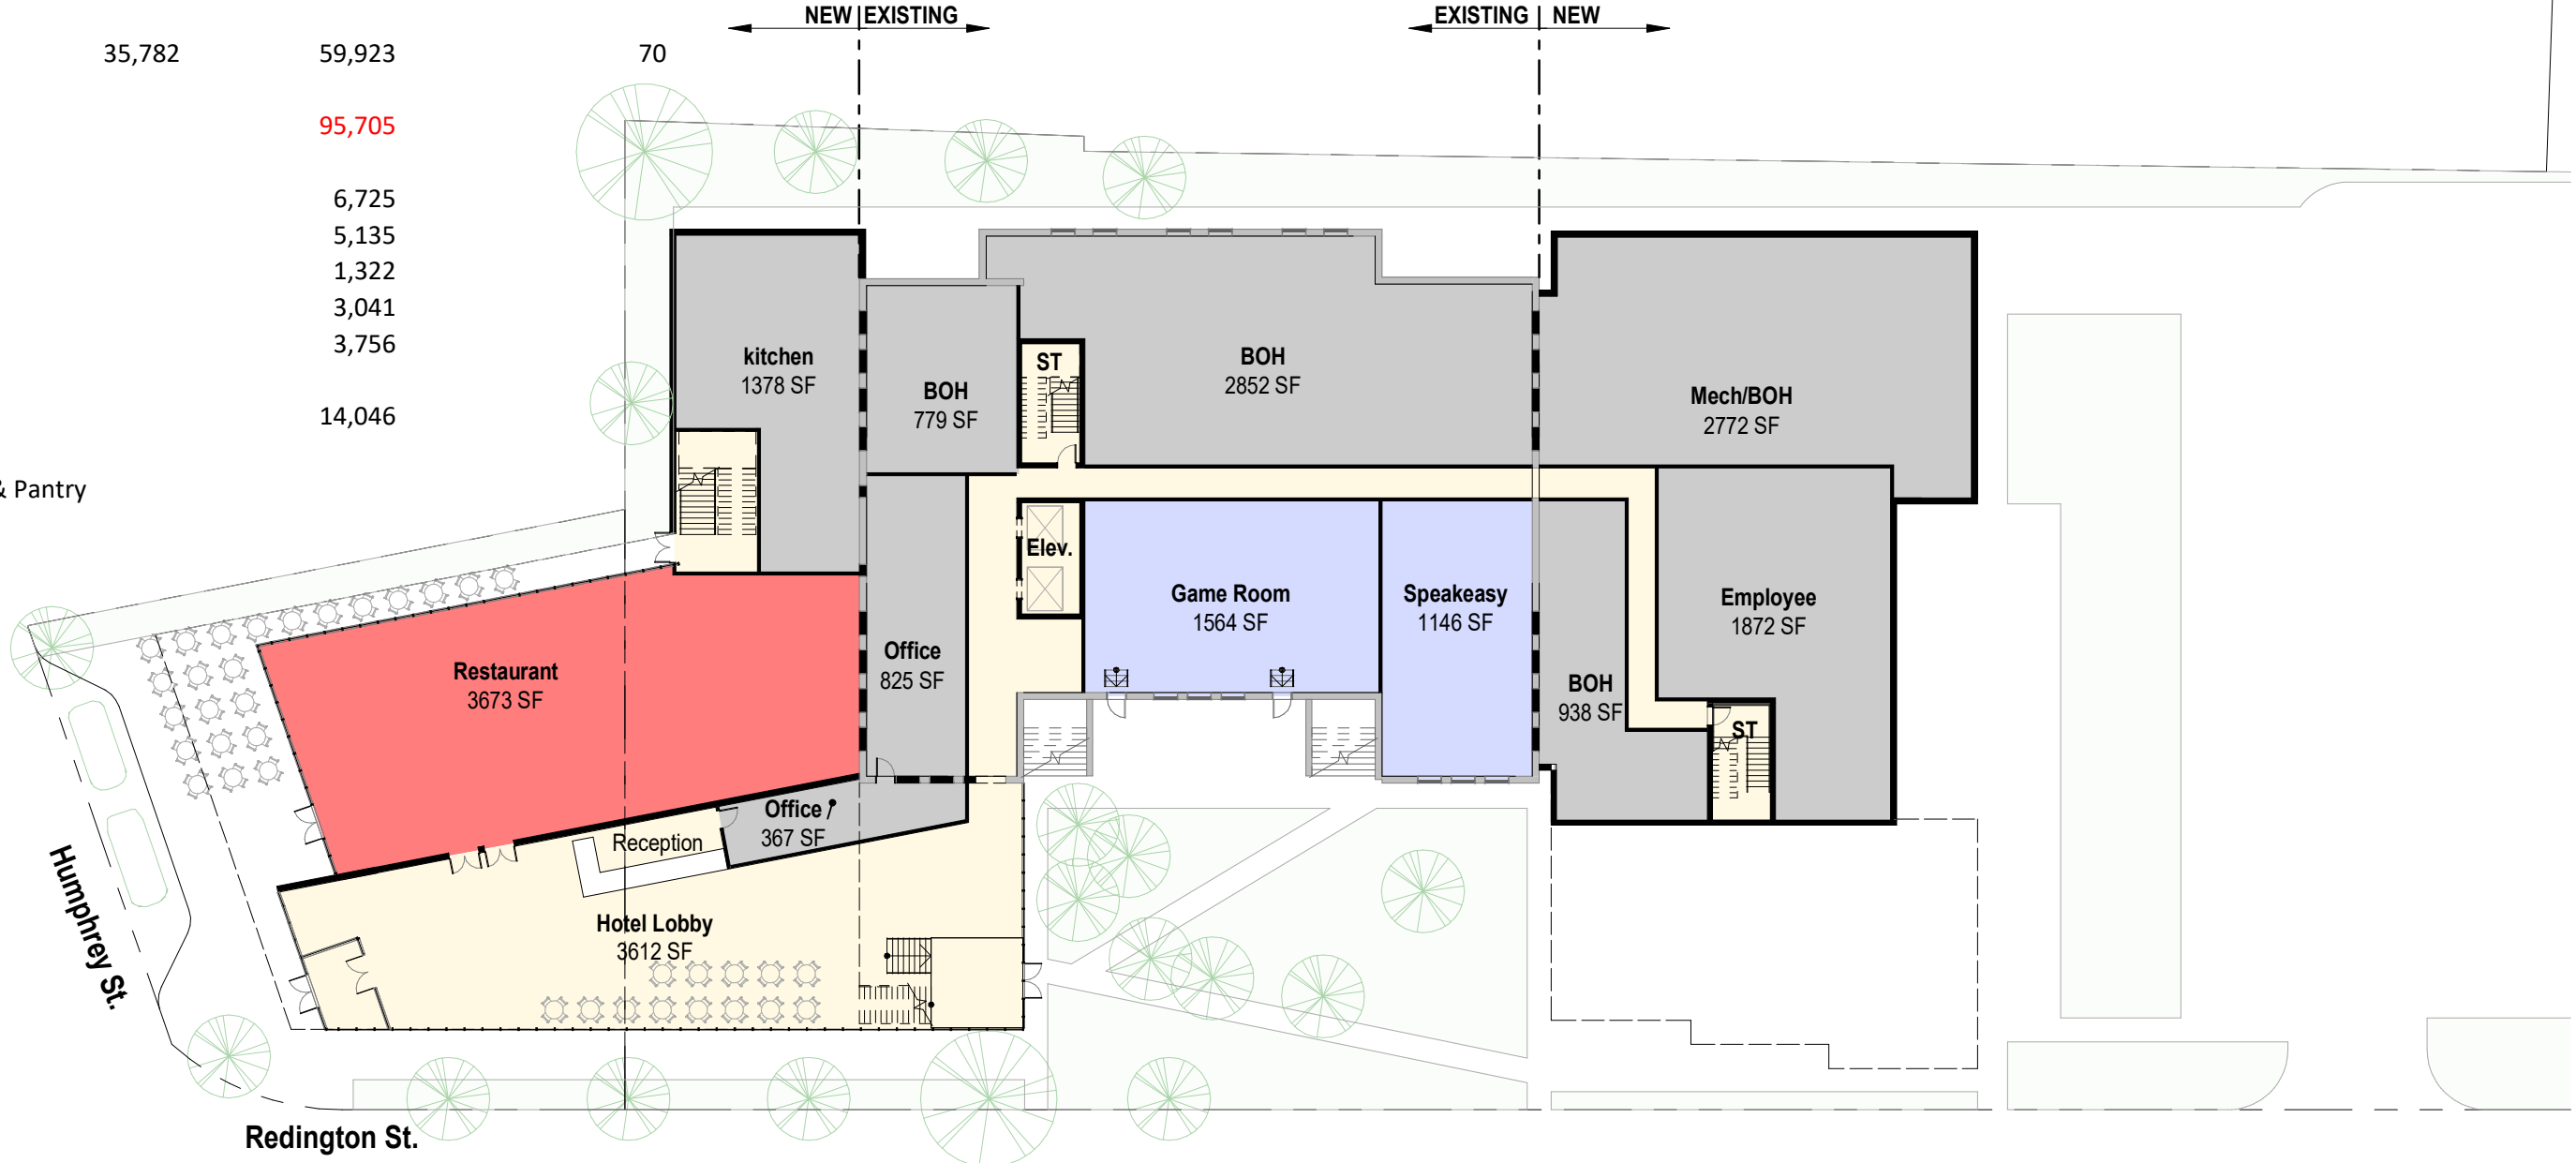 NEW EXISTING
EXISTING NEW
35,782 59,923 70
95,705
6,725
5,135
1,322
3,041
3,756
14,046
& Pantry
kitchen
1378 SF
BOH
779 SF
ST
BOH
2852 SF
Mech/BOH
2772 SF
Elev.
Game Room
1564 SF
Speakeasy
1146 SF
Employee
1872 SF
Restaurant
3673 SF
Office
825 SF
BOH
938 SF
ST
Office
367 SF
Reception
Hotel Lobby
3612 SF
Humphrey St.
Redington St.